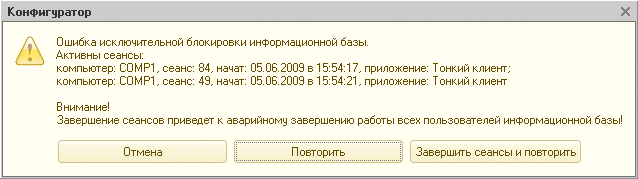 Конфигуратор
Ошибка исключительной блокировки информационной базы.
Активны сеансы:
компьютер: COMP1, сеанс: 84, начат: 05.06.2009 в 15:54:17, приложение: Тонкий клиент;
компьютер: COMP1, сеанс: 49, начат: 05.06.2009 в 15:54:21, приложение: Тонкий клиент
Внимание!
Завершение сеансов приведет к аварийному завершению работы всех пользователей информационной базы!
Отмена Повторить Завершить сеансы и повторить